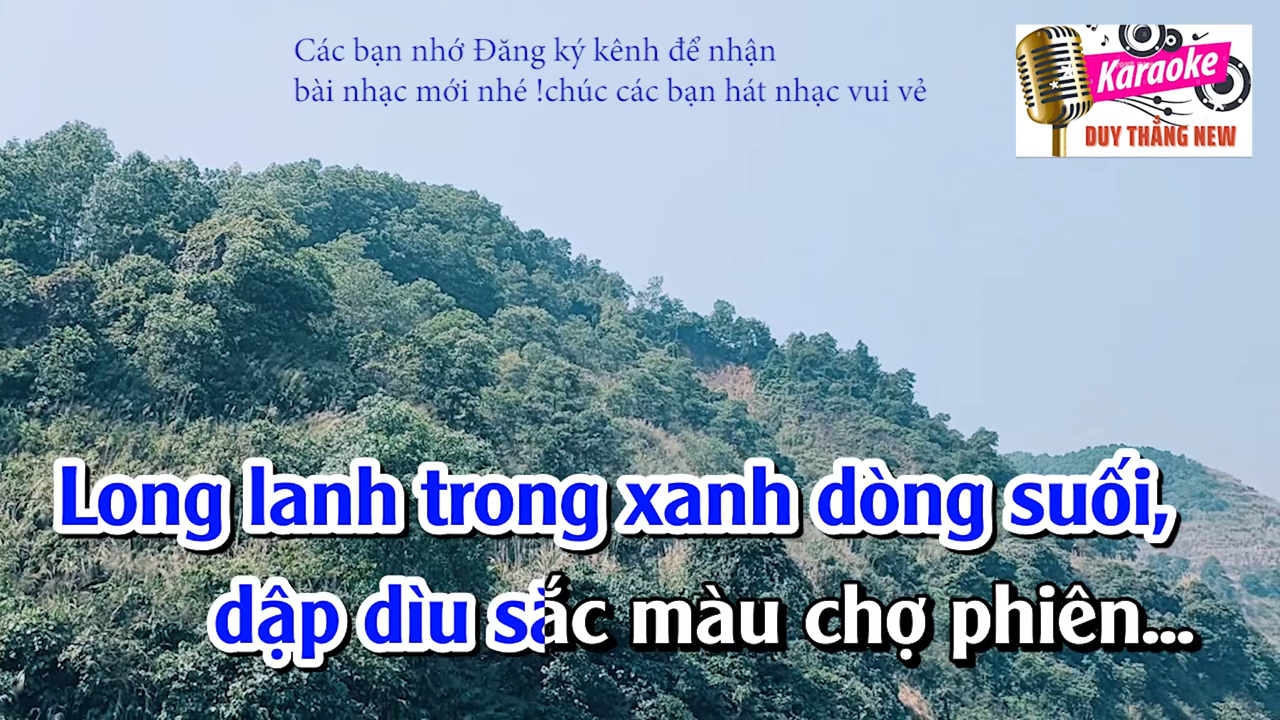 Các bạn nhớ Đăng ký kênh để nhận
bài nhạc mới nhé !chúc các bạn hát nhạc vui vẻ
Karaoke
DUY THẮNG NEW
Long lanh trong xanh dòng suối,
dập dìu sắc màu chợ phiên...